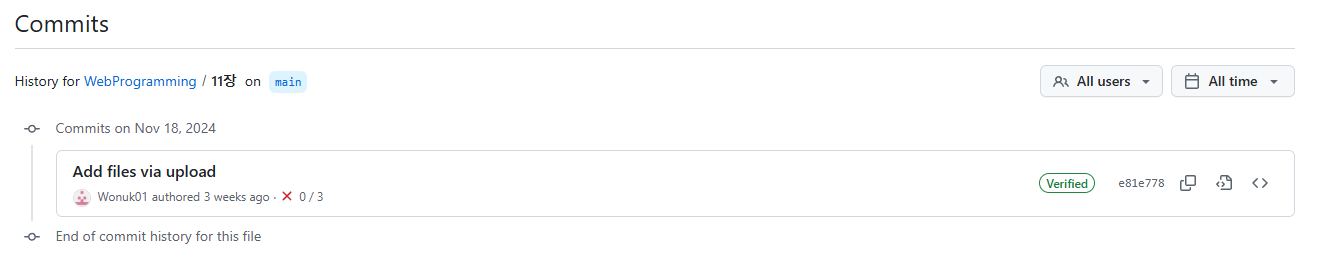 Commits
History for WebProgramming / 11장 on main
All users
All time
Commits on Nov 18, 2024
Add files via upload
Wonuk01 authored 3 weeks ago · 0 / 3
Verified
e81e778
End of commit history for this file